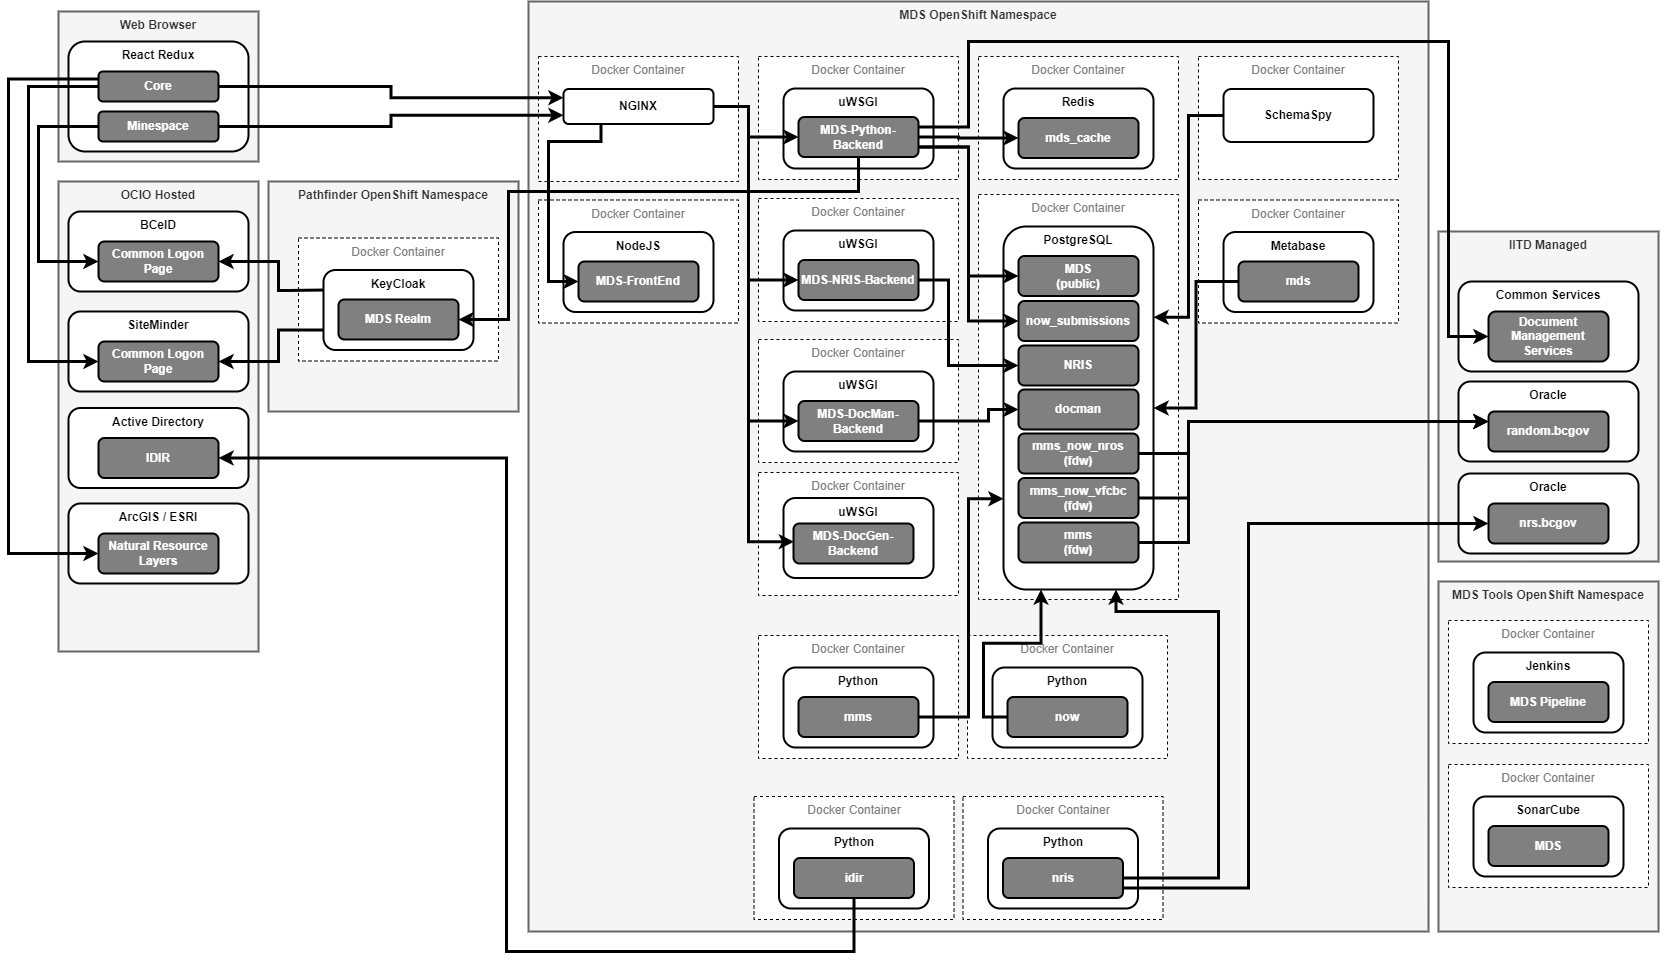 Web Browser
React Redux
Core
Minespace
OCIO Hosted
BCeID
Common Logon
Page
SiteMinder
Common Logon
Page
Active Directory
IDIR
ArcGIS / ESRI
Natural Resource
Layers
Pathfinder OpenShift Namespace
Docker Container
KeyCloak
MDS Realm
MDS OpenShift Namespace
Docker Container
NGINX
Docker Container
uWSGI
MDS-Python-
Backend
Docker Container
Redis
mds_cache
Docker Container
SchemaSpy
Docker Container
NodeJS
MDS-FrontEnd
Docker Container
uWSGI
MDS-NRIS-Backend
Docker Container
PostgreSQL
MDS
(public)
now_submissions
NRIS
docman
mms_now_nros
(fdw)
mms_now_vfcbc
(fdw)
mms
(fdw)
Docker Container
Metabase
mds
Docker Container
uWSGI
MDS-DocMan-
Backend
Docker Container
uWSGI
MDS-DocGen-
Backend
Docker Container
Python
mms
Docker Container
Python
now
Docker Container
Python
idir
Docker Container
Python
nris
IITD Managed
Common Services
Document
Management
Services
Oracle
random.bcgov
Oracle
nrs.bcgov
MDS Tools OpenShift Namespace
Docker Container
Jenkins
MDS Pipeline
Docker Container
SonarCube
MDS